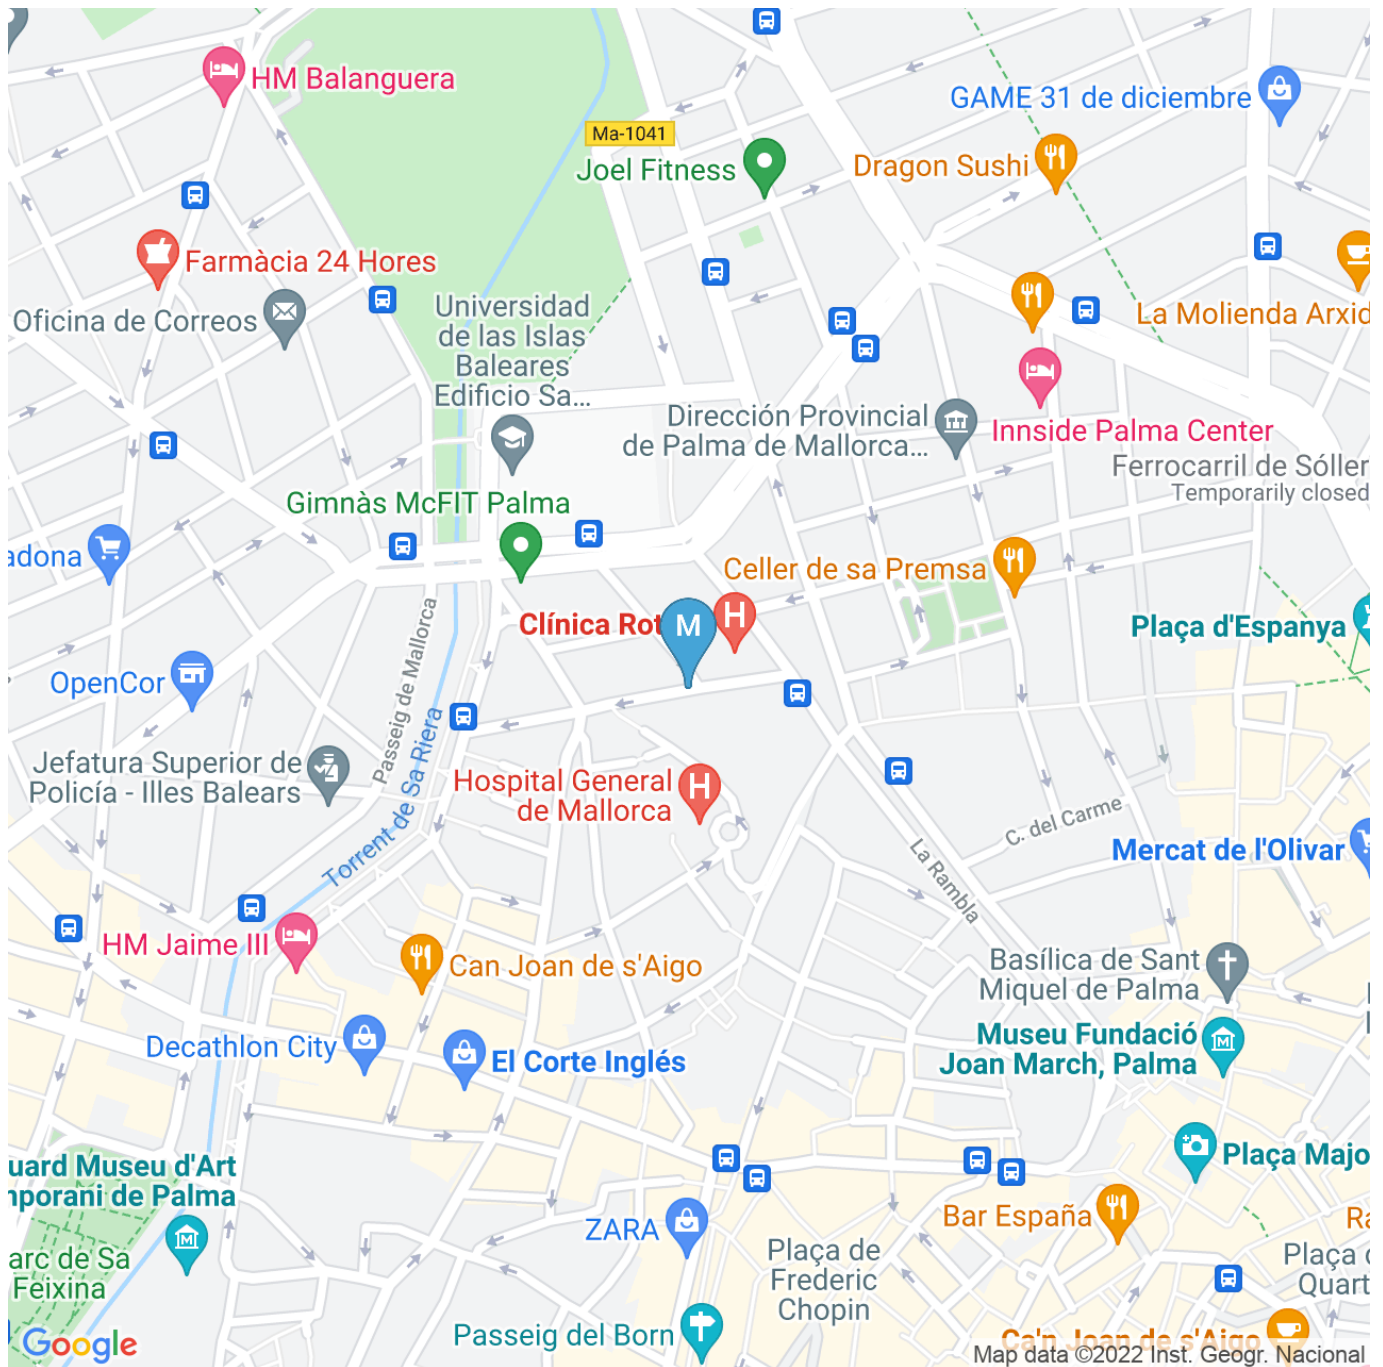 HM Balanguera
GAME 31 de diciembre
Ma-1041
Joel Fitness
Dragon Sushi
Farmàcia 24 Hores
Oficina de Correos
Universidad
de las Islas
Baleares
Edificio Sa...
La Molienda Arxid
Dirección Provincial
de Palma de Mallorca...
Innside Palma Center
Ferrocarril de Sóller
Temporarily closed
Gimnàs McFIT Palma
adona
Celler de sa Premsa
Clínica Rot
M
H
Plaça d'Espanya
Passeig de Mallorca
OpenCor
Torrent de Sa Riera
Jefatura Superior de
Policía - Illes Balears
Hospital General
de Mallorca
H
C. del Carme
La Rambla
Mercat de l'Olivar
HM Jaime III
Can Joan de s'Aigo
Basílica de Sant
Miquel de Palma
Decathlon City
El Corte Inglés
Museu Fundació
Joan March, Palma
uard Museu d'Art
nporani de Palma
Plaça Majo
ZARA
Bar España
Ra
arc de Sa
Feixina
Plaça de
Frederic
Chopin
Plaça
Quart
Passeig del Born
Ca'n Joan de s'Aigo
Google
Map data ©2022 Inst. Geogr. Nacional